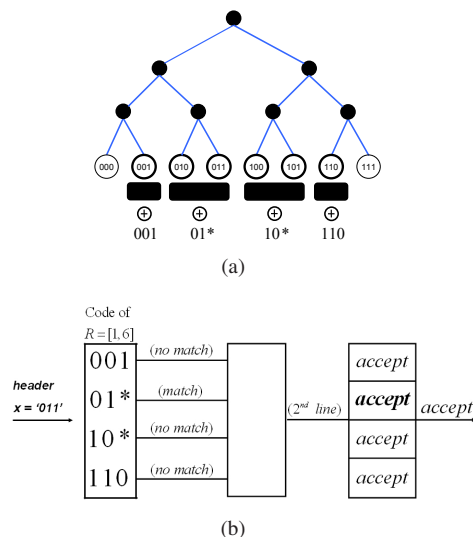 000 001 010 011 100 101 110 111
001 01* 10* 110
(a)
Code of
R = [1,6]
header
x = '011'
001 (no match)
01* (match)
10* (no match)
110 (no match)
(2nd line)
accept
accept
accept
accept
accept
(b)